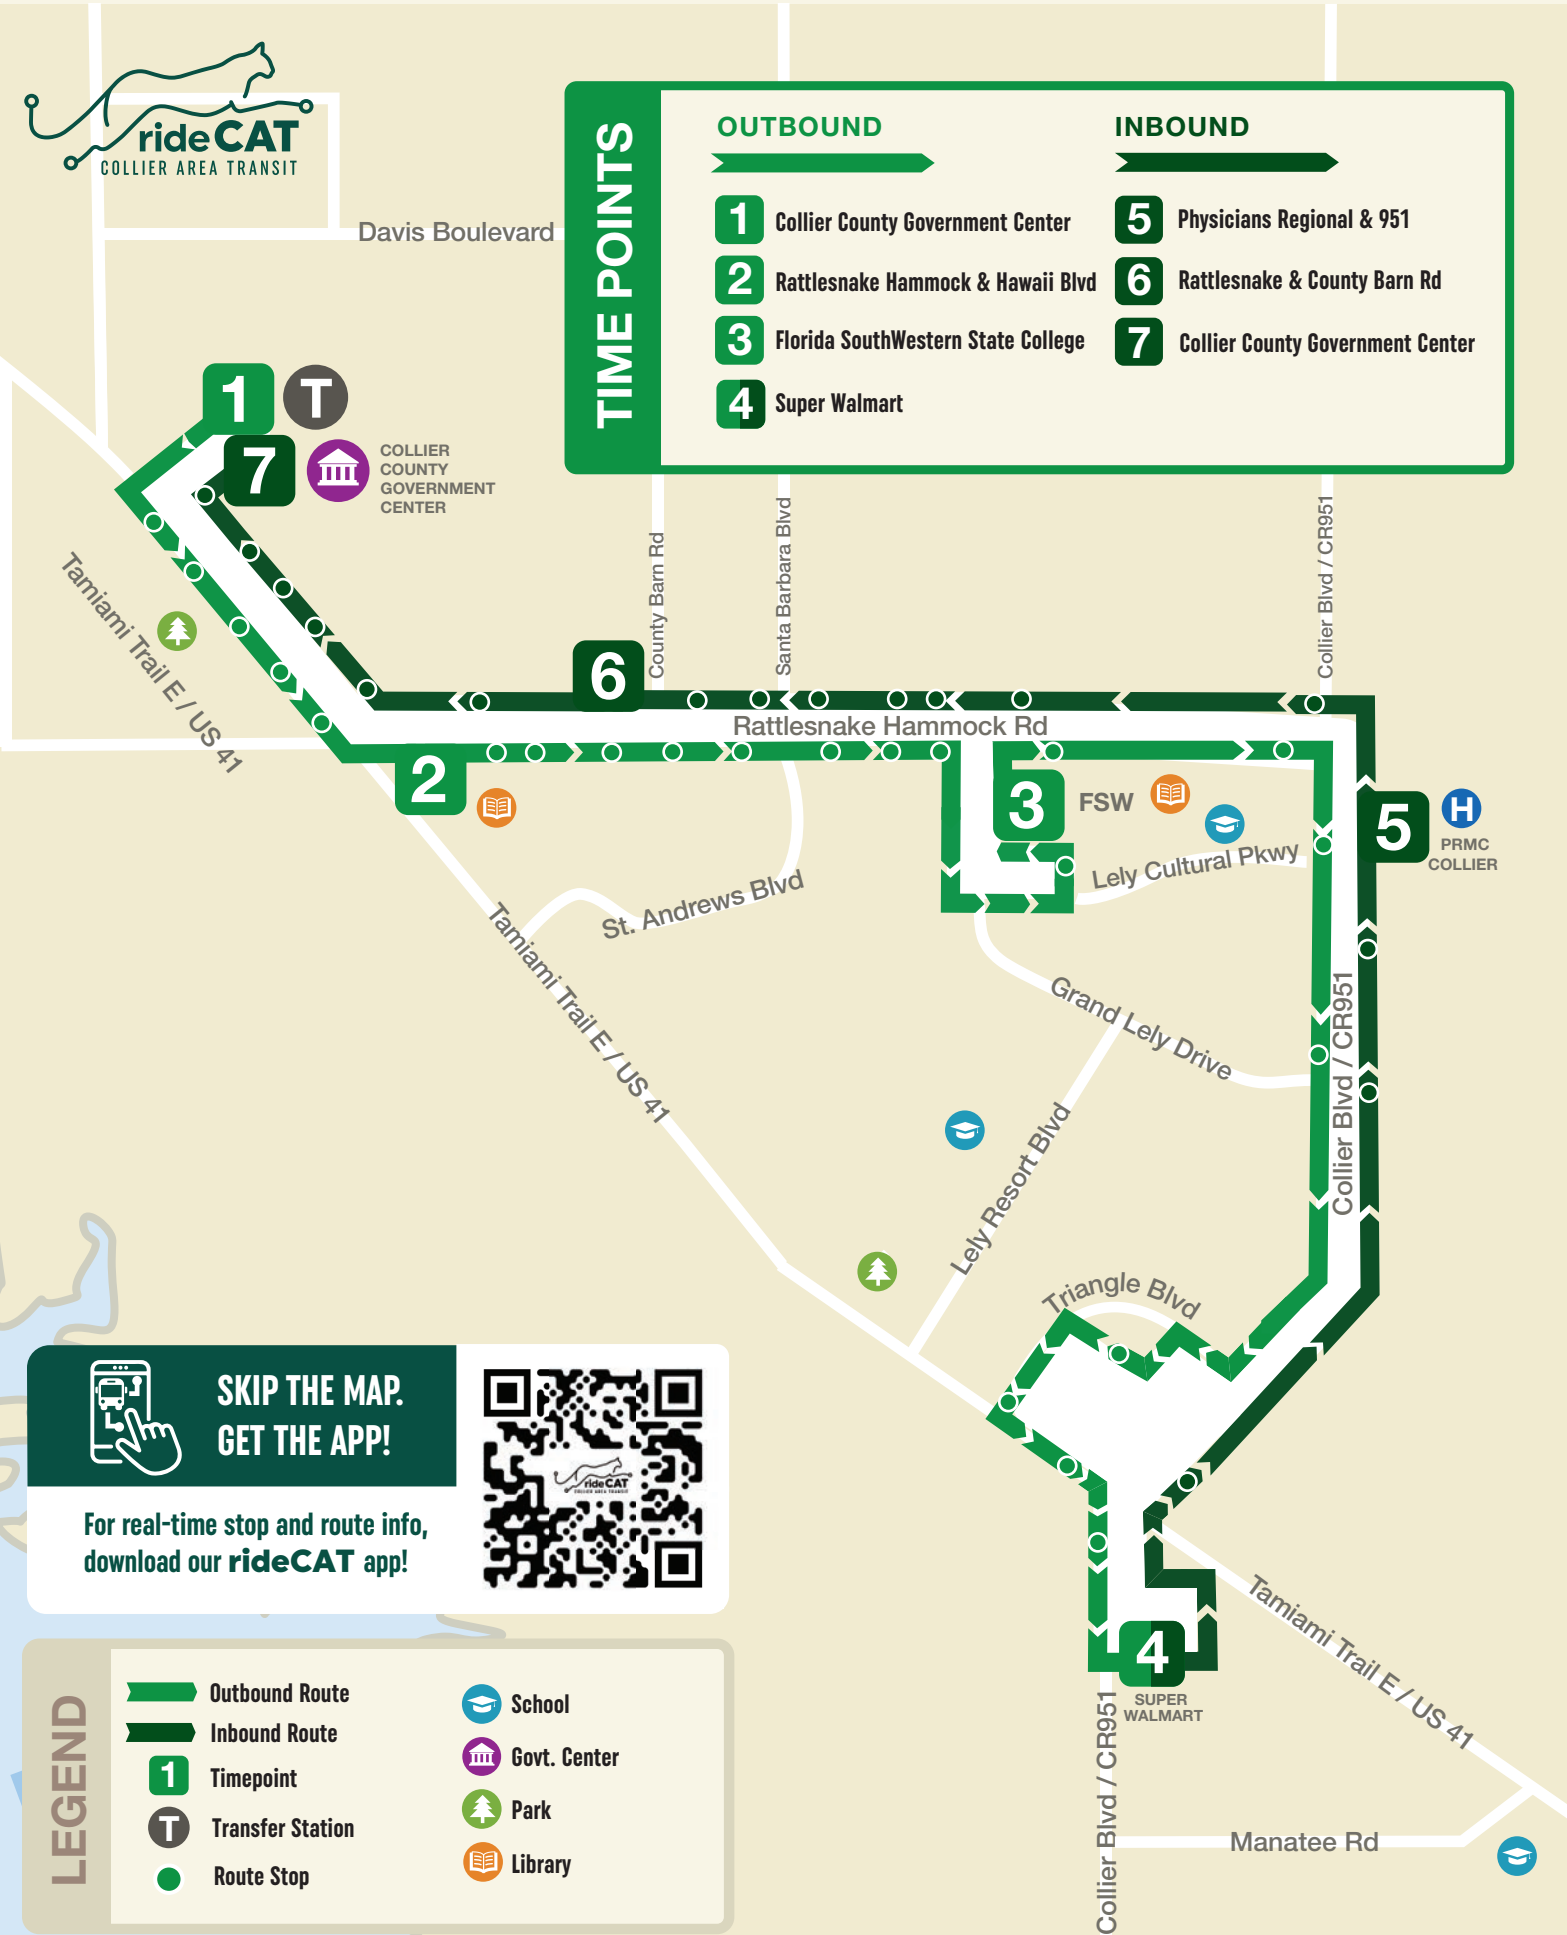 rideCAT
COLLIER AREA TRANSIT
TIME POINTS
OUTBOUND
1 Collier County Government Center
2 Rattlesnake Hammock & Hawaii Blvd
3 Florida SouthWestern State College
4 Super Walmart
INBOUND
5 Physicians Regional & 951
6 Rattlesnake & County Barn Rd
7 Collier County Government Center
Davis Boulevard
1 T
7
COLLIER
COUNTY
GOVERNMENT
CENTER
Tamiami Trail E / US 41
County Barn Rd
Santa Barbara Blvd
Collier Blvd / CR951
6
Rattlesnake Hammock Rd
2
3 FSW
5 H
PRMC
COLLIER
Lely Cultural Pkwy
St. Andrews Blvd
Tamiami Trail E / US 41
Grand Lely Drive
Collier Blvd / CR951
Lely Resort Blvd
Triangle Blvd
SKIP THE MAP.
GET THE APP!
For real-time stop and route info,
download our rideCAT app!
rideCAT
COLLIER AREA TRANSIT
4
SUPER
WALMART
Tamiami Trail E / US 41
Collier Blvd / CR951
Manatee Rd
LEGEND
Outbound Route
Inbound Route
1 Timepoint
T Transfer Station
Route Stop
School
Govt. Center
Park
Library